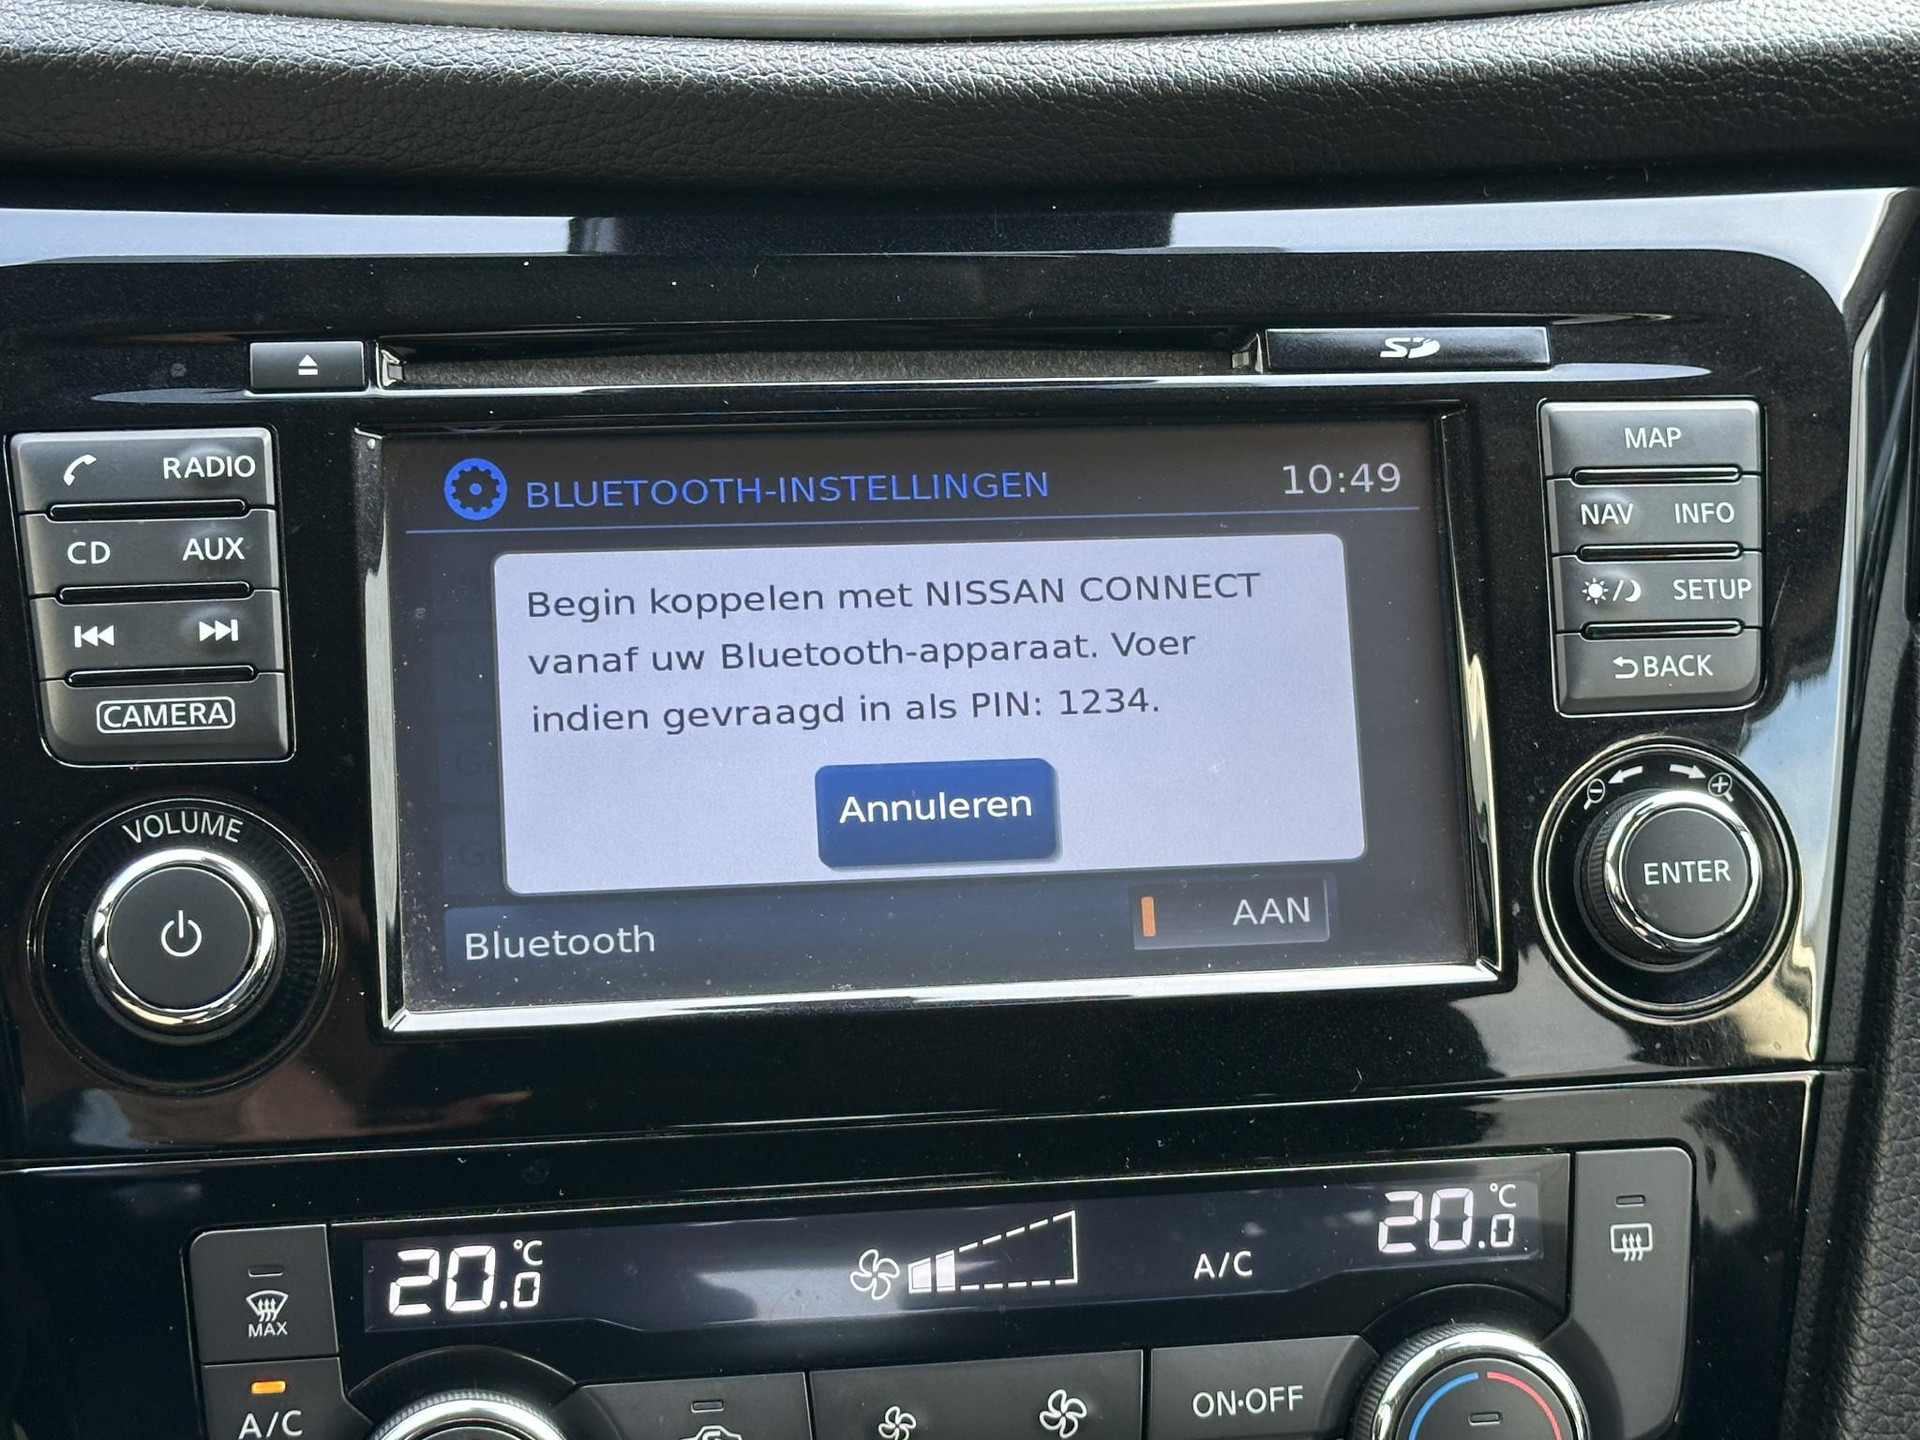 SD
RADIO
CD AUX
CAMERA
VOLUME
BLUETOOTH-INSTELLINGEN 10:49
Begin koppelen met NISSAN CONNECT
vanaf uw Bluetooth-apparaat. Voer
indien gevraagd in als PIN: 1234.
Annuleren
Bluetooth AAN
MAP
NAV INFO
SETUP
BACK
ENTER
MAX
20.0 °C
A/C
20.0 °C
A/C
ON·OFF